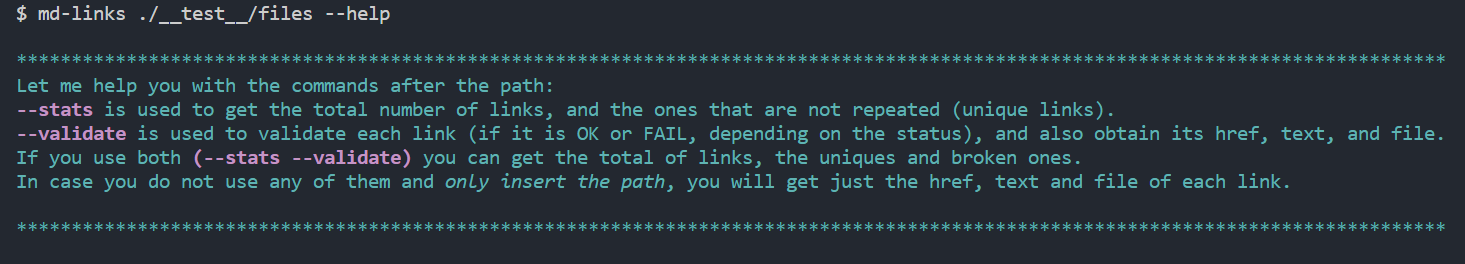 $ md-links ./__test__/files --help
**********************************************************************************************************************************
Let me help you with the commands after the path:
--stats is used to get the total number of links, and the ones that are not repeated (unique links).
--validate is used to validate each link (if it is OK or FAIL, depending on the status), and also obtain its href, text, and file.
If you use both (--stats --validate) you can get the total of links, the uniques and broken ones.
In case you do not use any of them and only insert the path, you will get just the href, text and file of each link.
**********************************************************************************************************************************